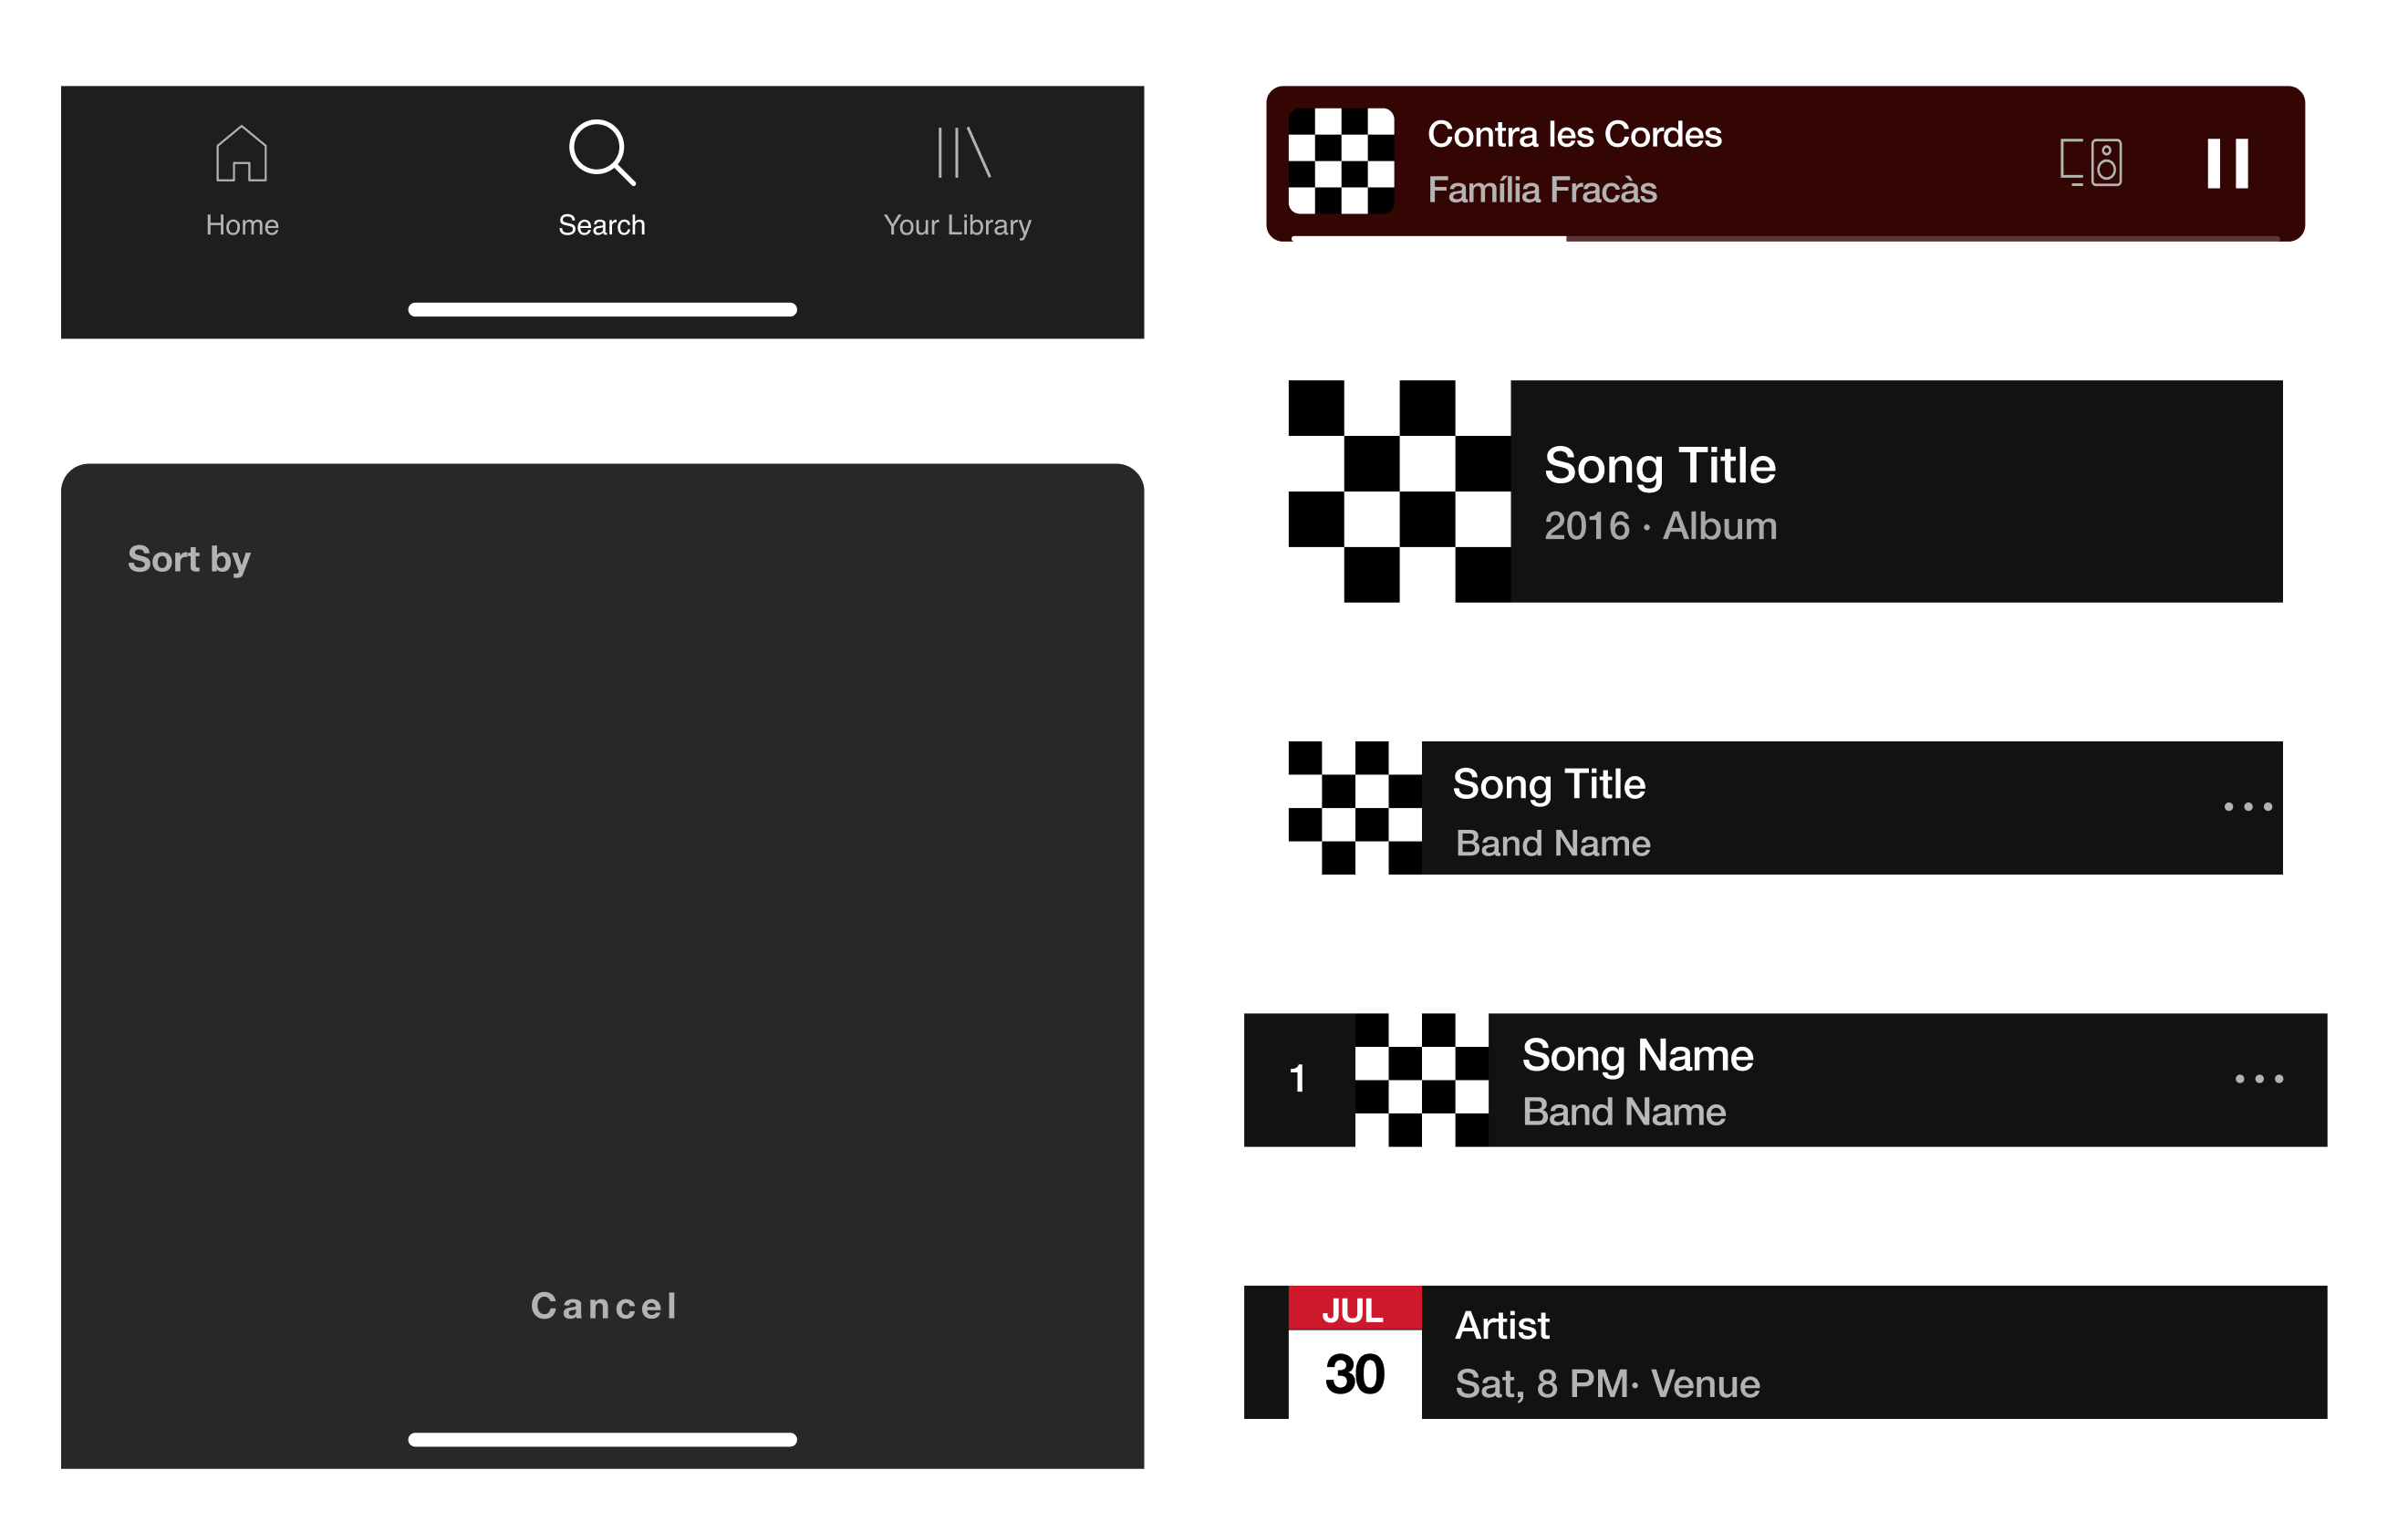 Home
Search
Your Library
Sort by
Cancel
Contra les Cordes
Famíília Fracàs
Song Title
2016 · Album
Song Title
Band Name
1
Song Name
Band Name
JUL
30
Artist
Sat, 8 PM· Venue